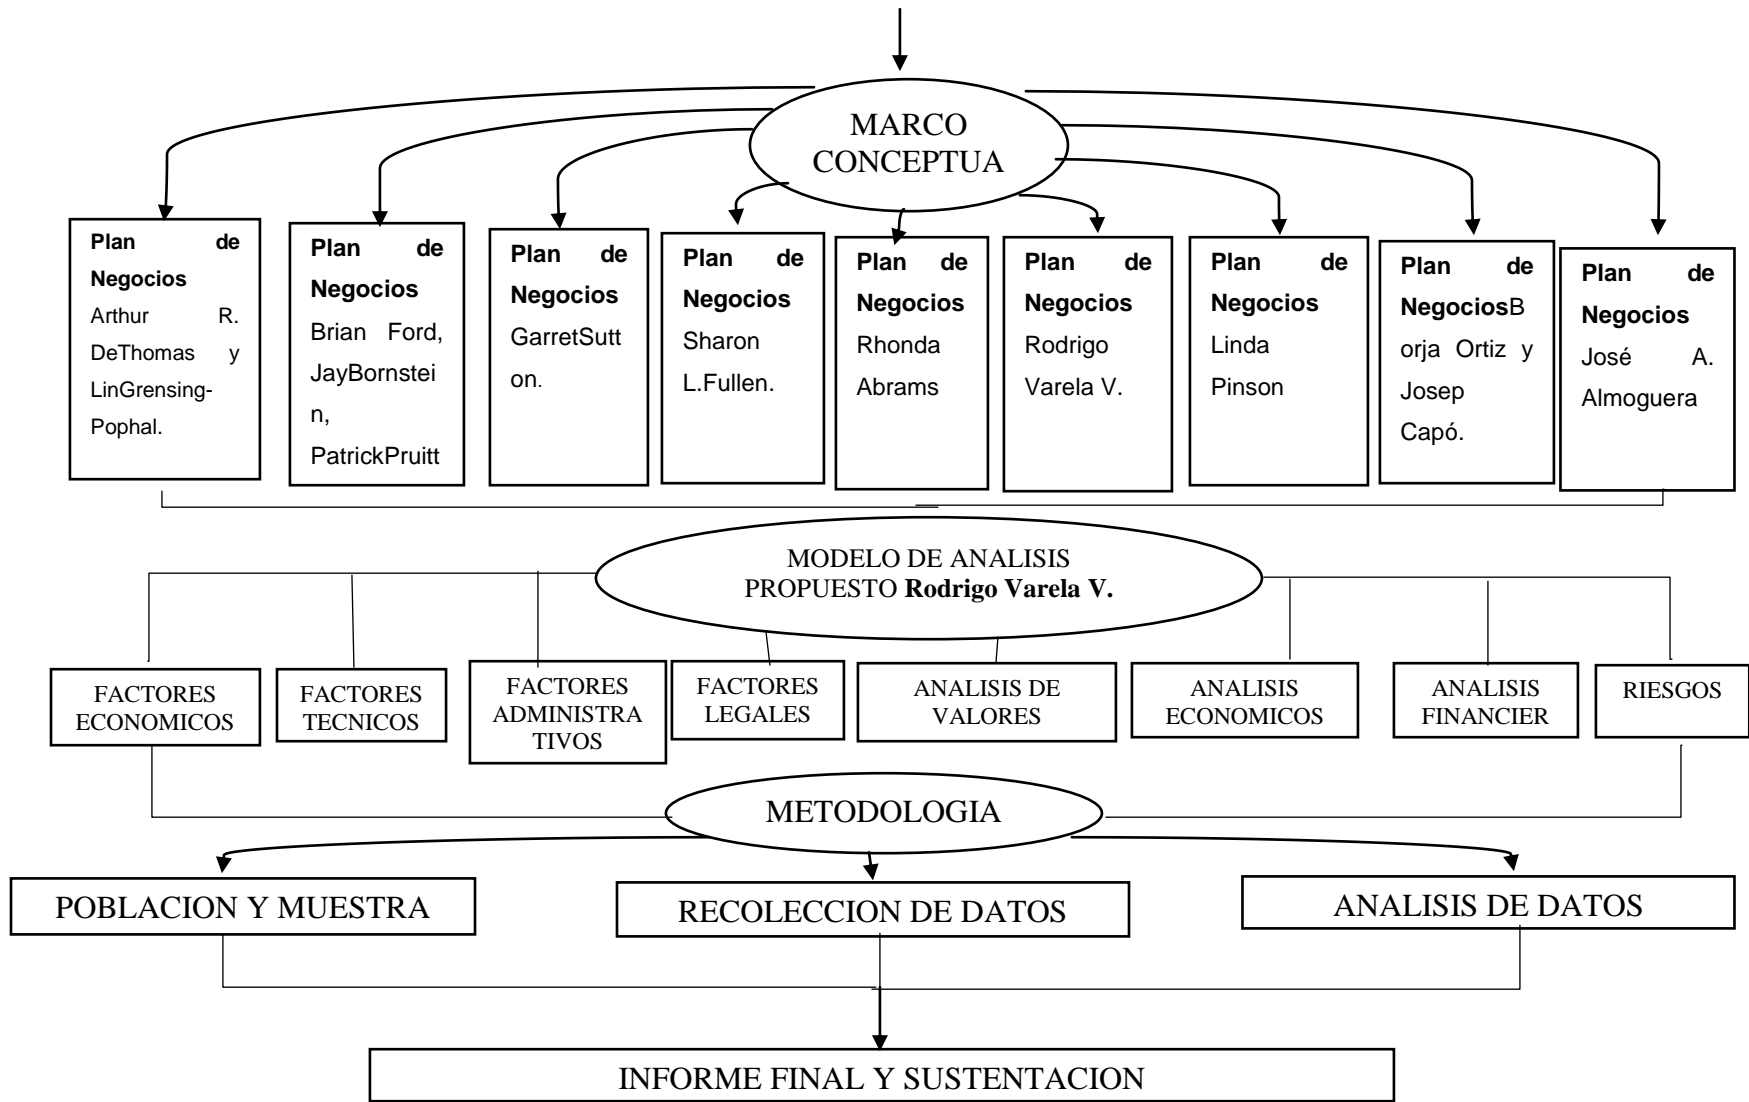 MARCO
CONCEPTUA
Plan de
Negocios
Arthur R.
DeThomas y
LinGrensing-
Pophal.
Plan de
Negocios
Brian Ford,
JayBornstei
n,
PatrickPruitt
Plan de
Negocios
GarretSutt
on.
Plan de
Negocios
Sharon
L.Fullen.
Plan de
Negocios
Rhonda
Abrams
Plan de
Negocios
Rodrigo
Varela V.
Plan de
Negocios
Linda
Pinson
Plan de
NegociosB
orja Ortiz y
Josep
Capó.
Plan de
Negocios
José A.
Almoguera
MODELO DE ANALISIS
PROPUESTO Rodrigo Varela V.
FACTORES
ECONOMICOS
FACTORES
TECNICOS
FACTORES
ADMINISTRA
TIVOS
FACTORES
LEGALES
ANALISIS DE
VALORES
ANALISIS
ECONOMICOS
ANALISIS
FINANCIER
RIESGOS
METODOLOGIA
POBLACION Y MUESTRA
RECOLECCION DE DATOS
ANALISIS DE DATOS
INFORME FINAL Y SUSTENTACION